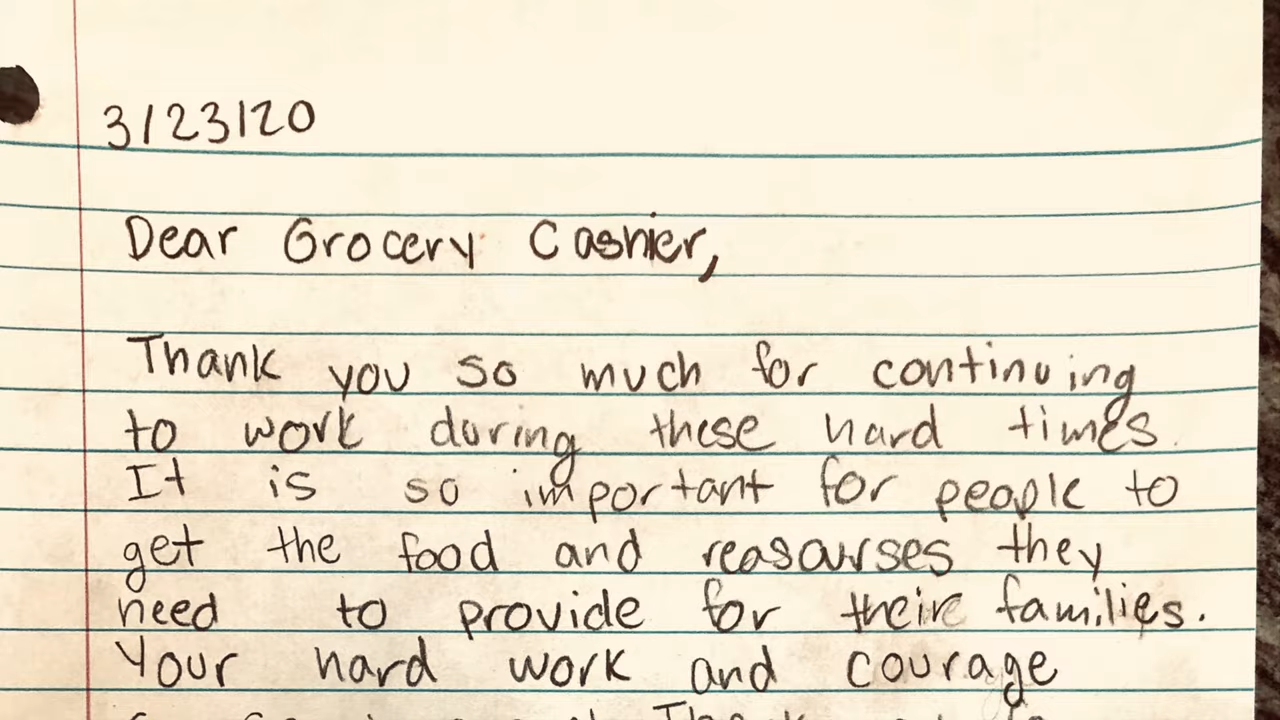 3/23/20
Dear Grocery Cashier,
Thank you so much for continuing
to work during these hard times.
It is so important for people to
get the food and reasourses they
need to provide for their families.
Your hard work and courage